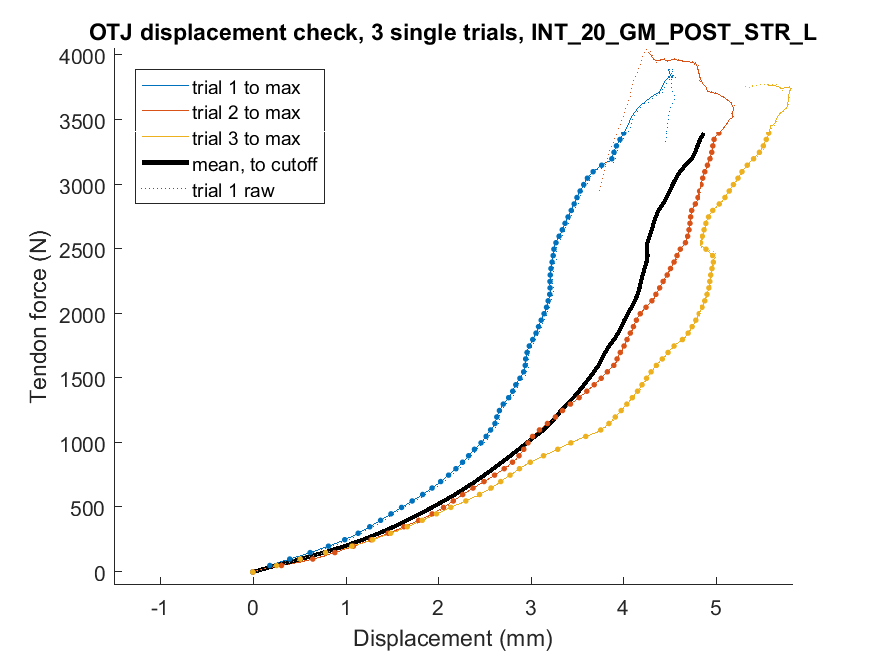 OTJ displacement check, 3 single trials, INT_20_GM_POST_STR_L
4000
3500
3000
2500
2000
1500
1000
500
0
Tendon force (N)
trial 1 to max
trial 2 to max
trial 3 to max
mean, to cutoff
trial 1 raw
-1
0
1
2
3
4
5
Displacement (mm)